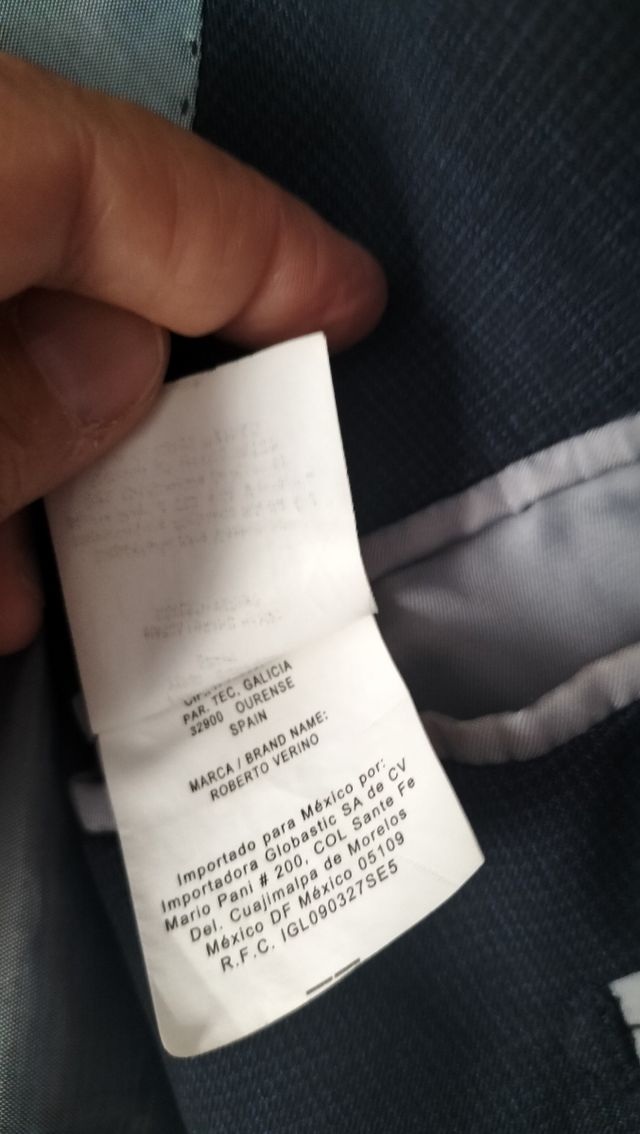 PAR. TEC. GALICIA
32900 OURENSE
SPAIN
MARCA / BRAND NAME:
ROBERTO VERINO
Importado para México por:
Importadora Globastic SA de CV
Mario Pani # 200, COL Sante Fe
Del. Cuajimalpa de Morelos
México DF México 05109
R.F.C. IGL090327SE5